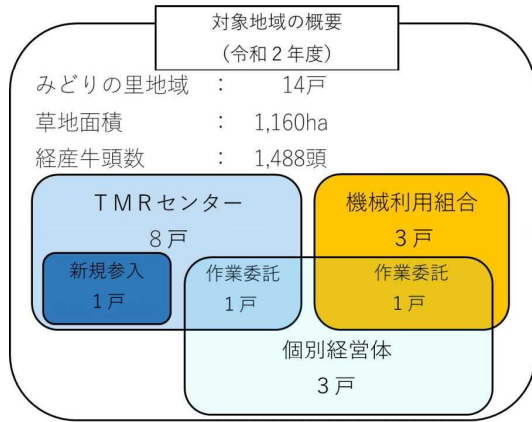 対象地域の概要
（令和２年度）
みどりの里地域　：　14戸
草地面積　：　1,160ha
経産牛頭数　：　1,488頭
ＴＭＲセンター
８戸
機械利用組合
３戸
新規参入
１戸
作業委託
１戸
作業委託
１戸
個別経営体
３戸